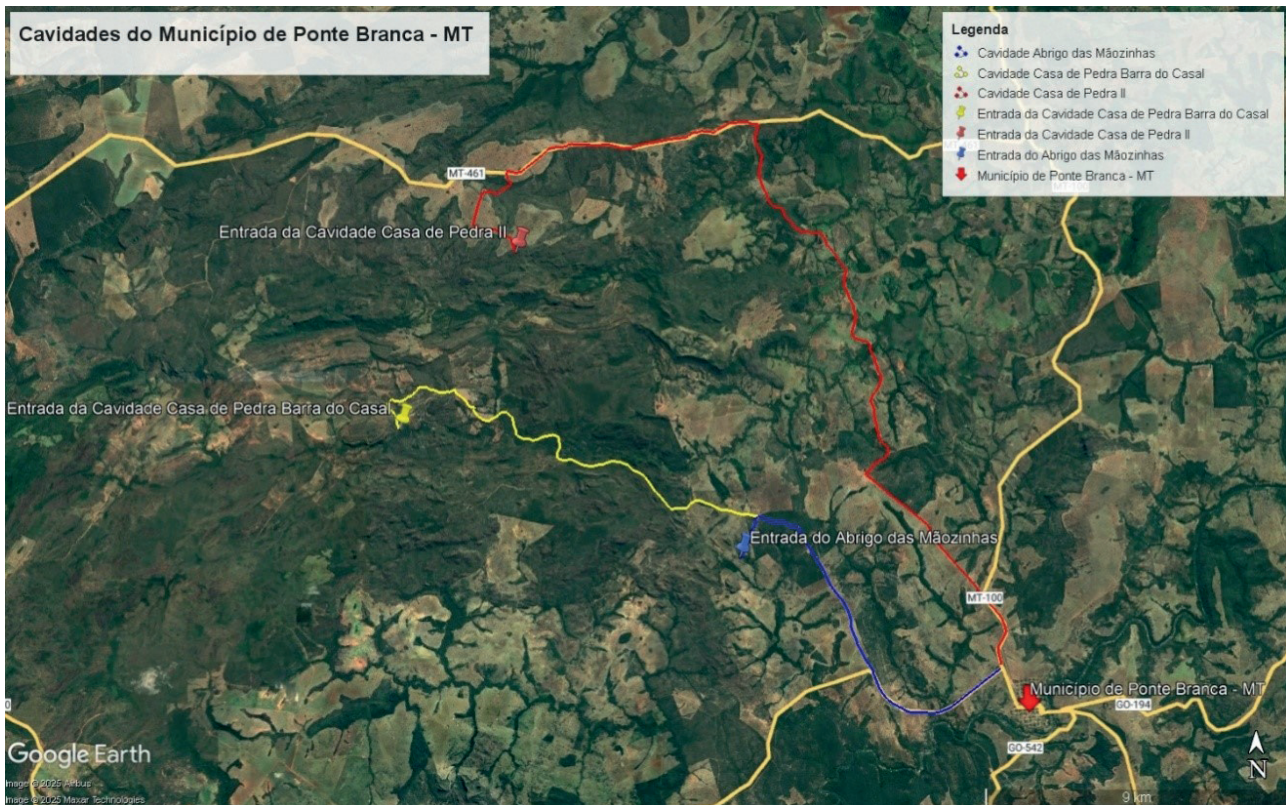 Cavidades do Município de Ponte Branca - MT
Legenda
Cavidade Abrigo das Mãozinhas
Cavidade Casa de Pedra Barra do Casal
Cavidade Casa de Pedra II
Entrada da Cavidade Casa de Pedra Barra do Casal
Entrada da Cavidade Casa de Pedra II
Entrada do Abrigo das Mãozinhas
Município de Ponte Branca - MT
MT-100
MT-461
Entrada da Cavidade Casa de Pedra II
Entrada da Cavidade Casa de Pedra Barra do Casal
Entrada do Abrigo das Mãozinhas
MT-100
Município de Ponte Branca - MT
GO-194
GO-542
Google Earth
Image © 2025 Airbus
Image © 2025 Maxar Technologies
9 km
N